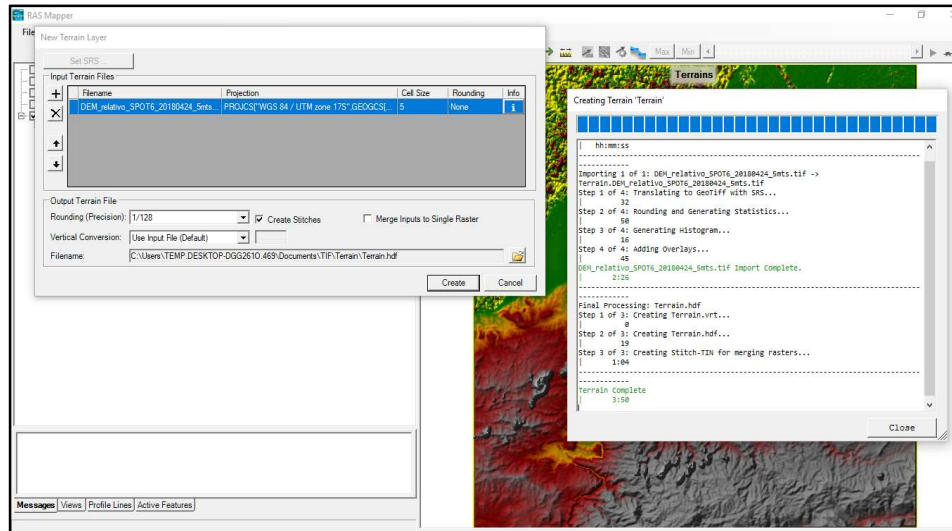 RAS Mapper
File
New Terrain Layer
Set SRS ...
Input Terrain Files
Filename Projection Cell Size Rounding Info
DEM_relativo_SPOT6_20180424_5mts... PROJCS["WGS 84 / UTM zone 17S",GEOGCS[... 5 None i
Output Terrain File
Rounding (Precision): 1/128 Create Stitches Merge Inputs to Single Raster
Vertical Conversion: Use Input File (Default)
Filename: C:\Users\TEMP.DESKTOP-DGG261O.469\Documents\TIF\Terrain\Terrain.hdf
Create Cancel
Max Min
Terrains
Creating Terrain 'Terrain'
| hh:mm:ss
------------
Importing 1 of 1: DEM_relativo_SPOT6_20180424_5mts.tif ->
Terrain.DEM_relativo_SPOT6_20180424_5mts.tif
Step 1 of 4: Translating to GeoTiff with SRS...
| 32
Step 2 of 4: Rounding and Generating Statistics...
| 50
Step 3 of 4: Generating Histogram...
| 16
Step 4 of 4: Adding Overlays...
| 45
DEM_relativo_SPOT6_20180424_5mts.tif Import Complete.
| 2:26
------------
Final Processing: Terrain.hdf
Step 1 of 3: Creating Terrain.vrt...
| 0
Step 2 of 3: Creating Terrain.hdf...
| 19
Step 3 of 3: Creating Stitch-TIN for merging rasters...
| 1:04
------------
Terrain Complete
| 3:50
Close
Messages Views Profile Lines Active Features